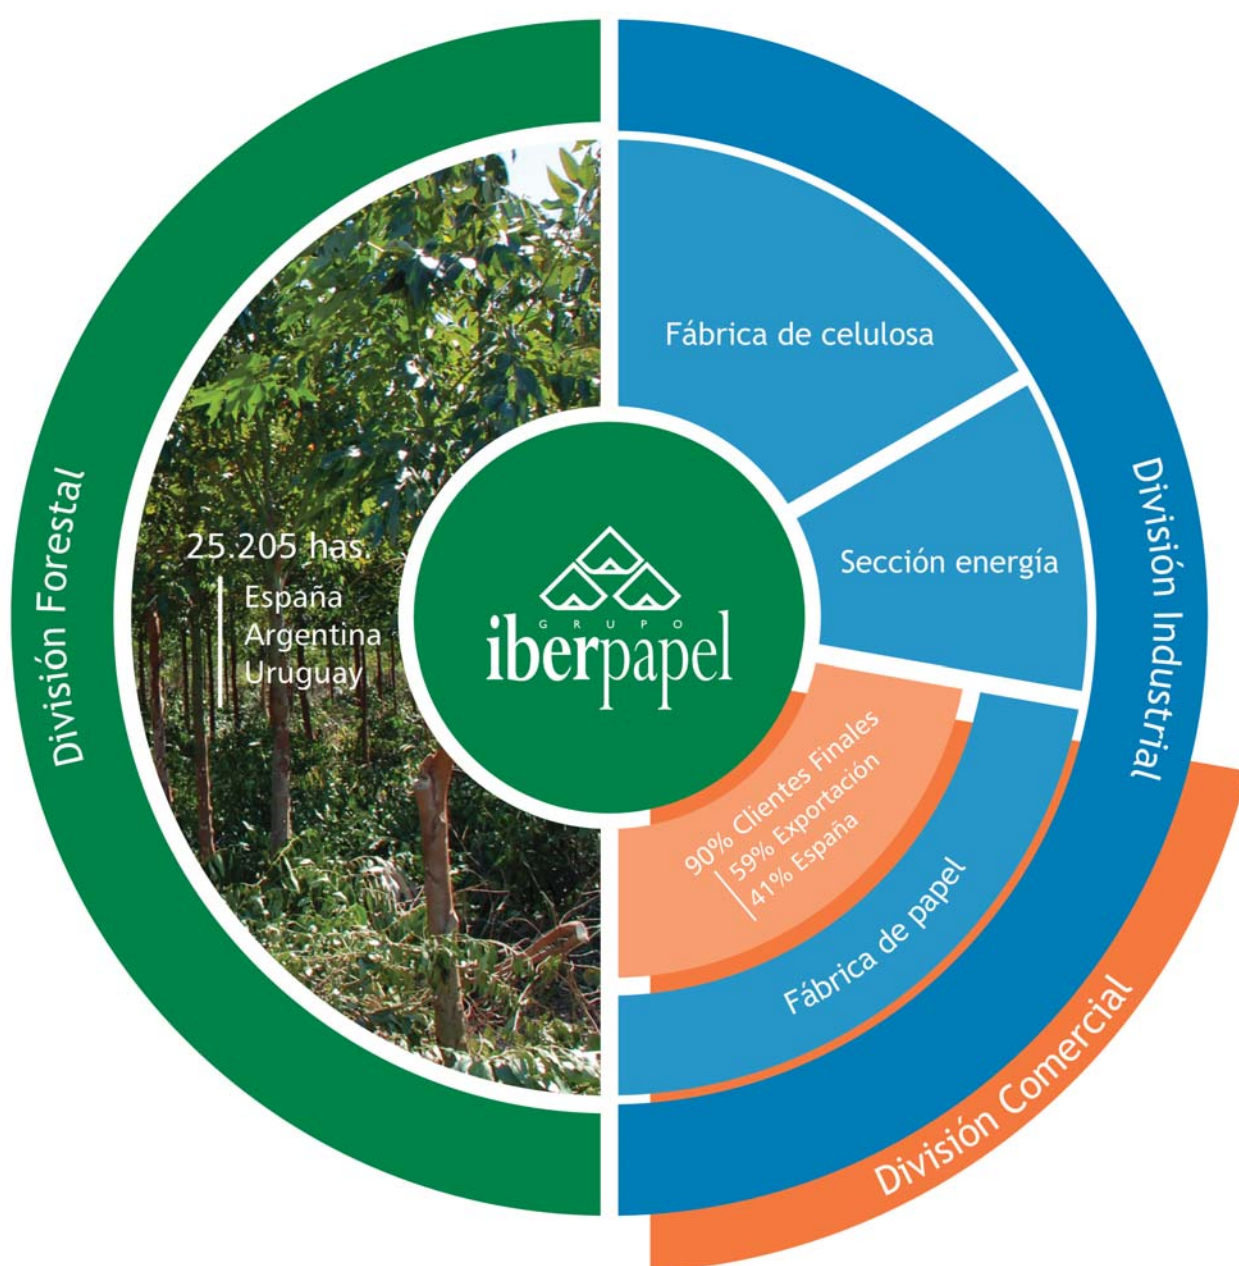 División Forestal
25.205 has.
España
Argentina
Uruguay
GRUPO
iberpapel
Fábrica de celulosa
Sección energía
División Industrial
90% Clientes Finales
59% Exportación
41% España
Fábrica de papel
División Comercial